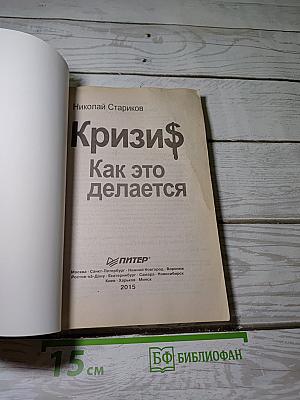 Николай Стариков
Кризи$
Как это
делается
ПИТЕР®
Москва · Санкт-Петербург · Нижний Новгород · Воронеж
Ростов-на-Дону · Екатеринбург · Самара · Новосибирск
Киев · Харьков · Минск
2015
15 см
БФ БИБЛИОФАН